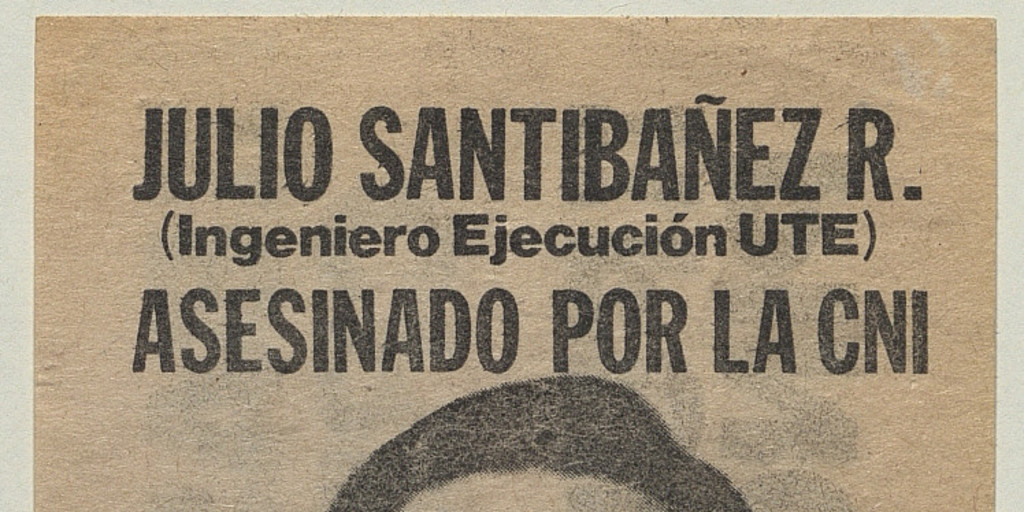 JULIO SANTIBAÑEZ R.
(Ingeniero Ejecución UTE)
ASESINADO POR LA CNI